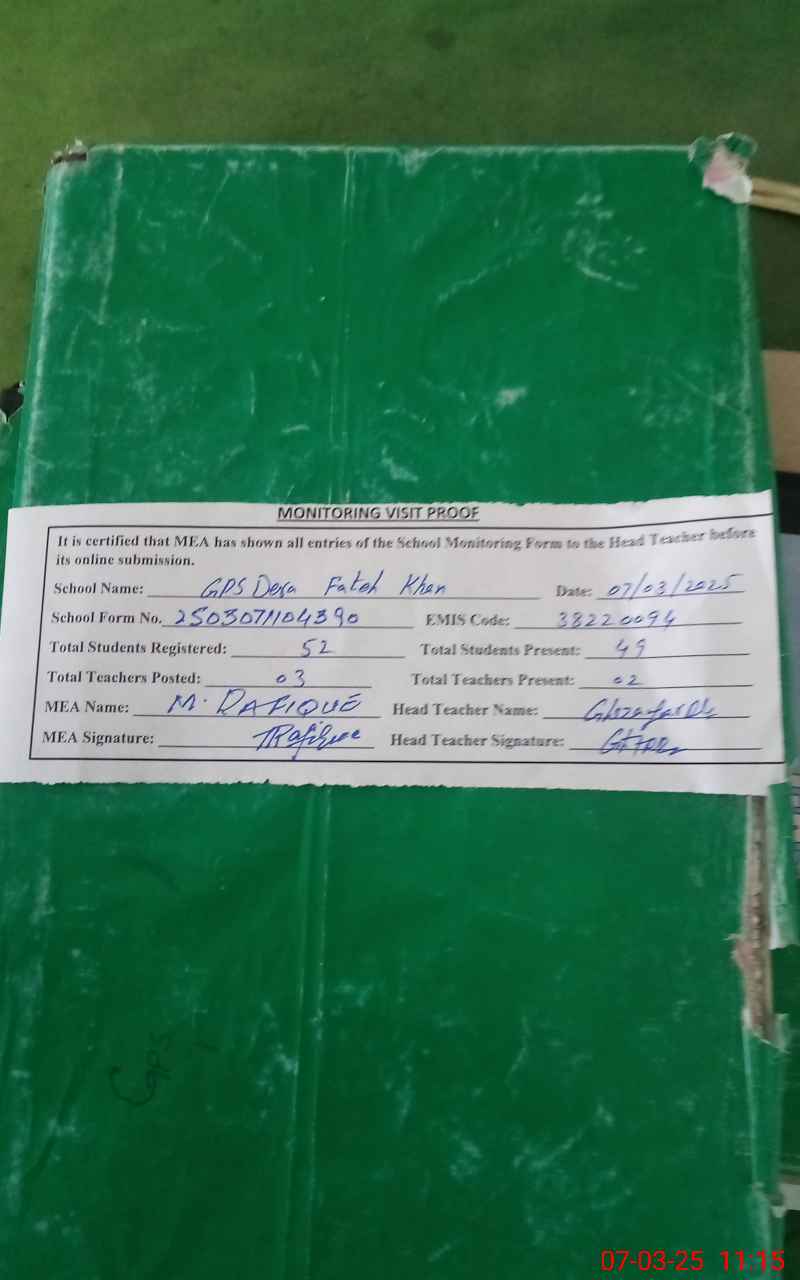 MONITORING VISIT PROOF
It is certified that MEA has shown all entries of the School Monitoring Form to the Head Teacher before
its online submission.
School Name: GPS Dera Fateh Khan Date: 07/03/2025
School Form No. 2503071104390 EMIS Code: 38220094
Total Students Registered: 52 Total Students Present: 49
Total Teachers Posted: 03 Total Teachers Present: 02
MEA Name: M. RAFIQUE Head Teacher Name:
MEA Signature: MRafique Head Teacher Signature:
GPS
07-03-25 11:15